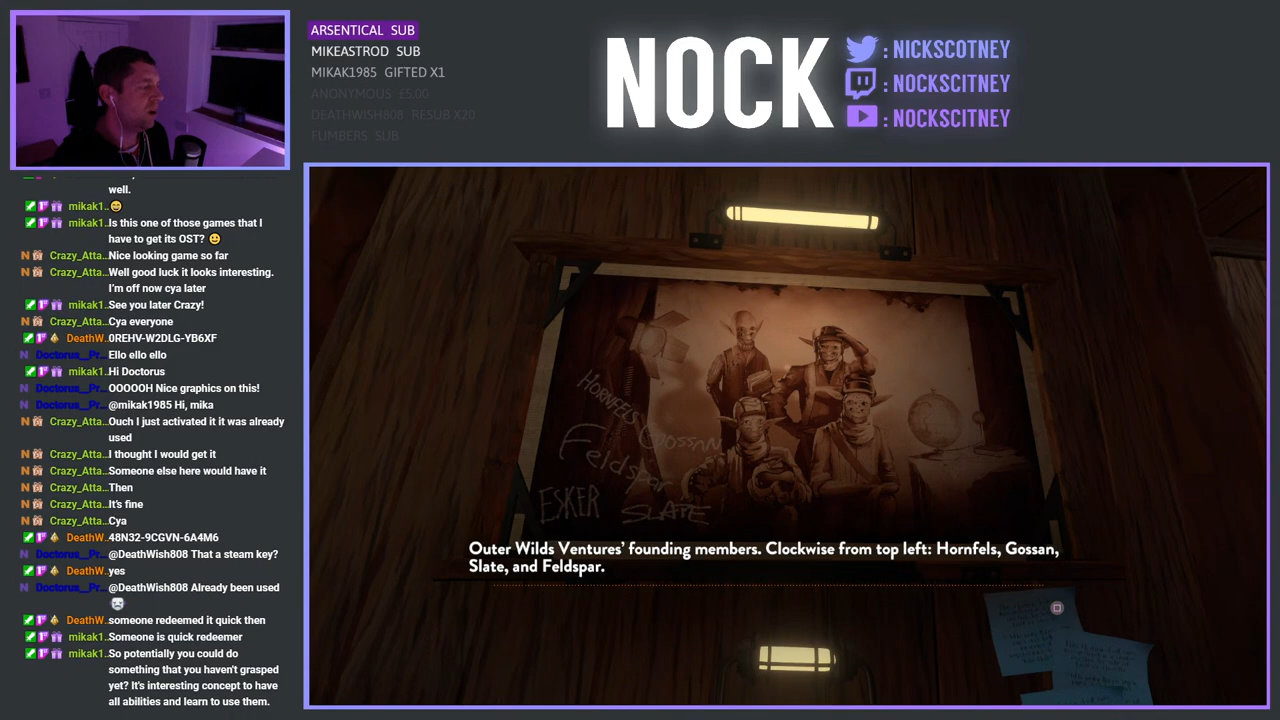 ARSENTICAL SUB
MIKEASTROD SUB
MIKAK1985 GIFTED X1
ANONYMOUS £5.00
DEATHWISH808 RESUB X20
FUMBERS SUB
NOCK
: NICKSCOTNEY
: NOCKSCITNEY
: NOCKSCITNEY
well.
mikak1..
Is this one of those games that I
have to get its OST?
Crazy_Atta...Nice looking game so far
Crazy_Atta...Well good luck it looks interesting.
I'm off now cya later
mikak1..See you later Crazy!
Crazy_Atta...Cya everyone
DeathW..0REHV-W2DLG-YB6XF
Doctorus__Pr...Ello ello ello
mikak1..Hi Doctorus
Doctorus__Pr...OOOOOH Nice graphics on this!
Doctorus__Pr...@mikak1985 Hi, mika
Crazy_Atta...Ouch I just activated it it was already
used
Crazy_Atta...I thought I would get it
Crazy_Atta...Someone else here would have it
Crazy_Atta...Then
Crazy_Atta...It's fine
Crazy_Atta...Cya
DeathW..48N32-9CGVN-6A4M6
Doctorus__Pr...@DeathWish808 That a steam key?
DeathW..yes
Doctorus__Pr...@DeathWish808 Already been used
DeathW..someone redeemed it quick then
mikak1..Someone is quick redeemer
mikak1..So potentially you could do
something that you haven't grasped
yet? It's interesting concept to have
all abilities and learn to use them.
HORNFELS
GOSSAN
Feldspar
ESKER
SLATE
Outer Wilds Ventures' founding members. Clockwise from top left: Hornfels, Gossan,
Slate, and Feldspar.